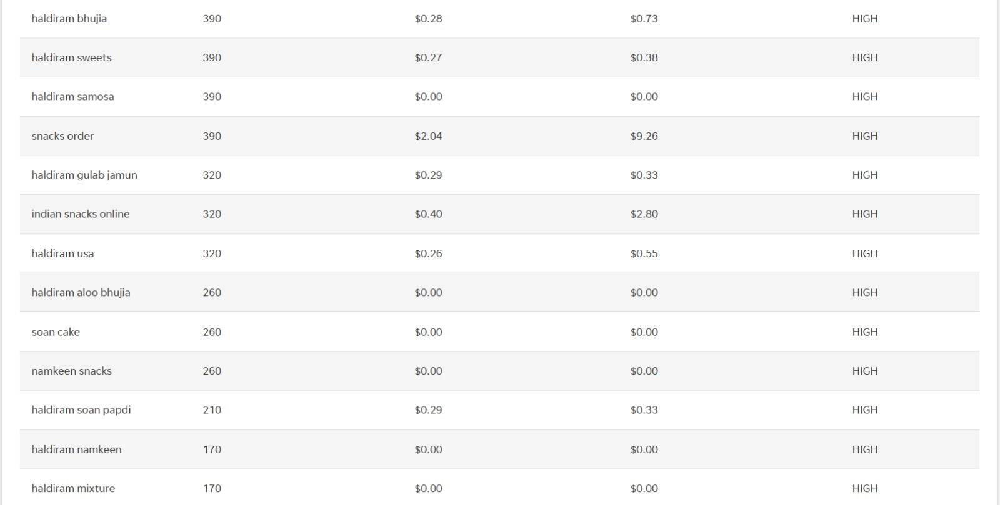 haldiram bhujia 390 $0.28 $0.73 HIGH
haldiram sweets 390 $0.27 $0.38 HIGH
haldiram samosa 390 $0.00 $0.00 HIGH
snacks order 390 $2.04 $9.26 HIGH
haldiram gulab jamun 320 $0.29 $0.33 HIGH
indian snacks online 320 $0.40 $2.80 HIGH
haldiram usa 320 $0.26 $0.55 HIGH
haldiram aloo bhujia 260 $0.00 $0.00 HIGH
soan cake 260 $0.00 $0.00 HIGH
namkeen snacks 260 $0.00 $0.00 HIGH
haldiram soan papdi 210 $0.29 $0.33 HIGH
haldiram namkeen 170 $0.00 $0.00 HIGH
haldiram mixture 170 $0.00 $0.00 HIGH